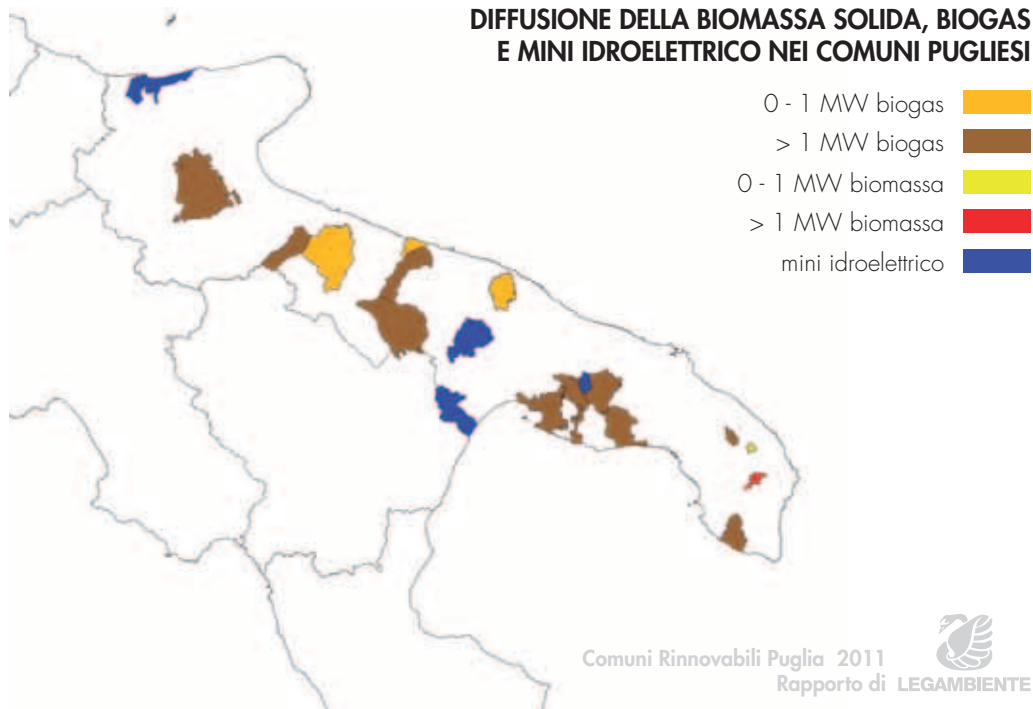 DIFFUSIONE DELLA BIOMASSA SOLIDA, BIOGAS
E MINI IDROELETTRICO NEI COMUNI PUGLIESI
0 - 1 MW biogas
> 1 MW biogas
0 - 1 MW biomassa
> 1 MW biomassa
mini idroelettrico
Comuni Rinnovabili Puglia 2011
Rapporto di LEGAMBIENTE